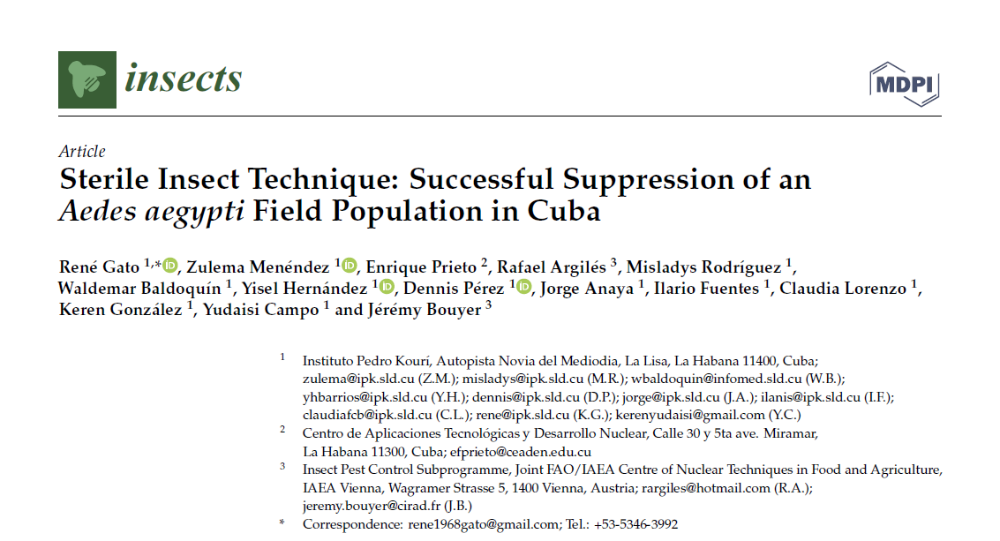 insects
MDPI
Article
Sterile Insect Technique: Successful Suppression of an
Aedes aegypti Field Population in Cuba
René Gato 1,* iD, Zulema Menéndez 1 iD, Enrique Prieto 2, Rafael Argilés 3, Misladys Rodríguez 1,
Waldemar Baldoquín 1, Yisel Hernández 1 iD, Dennis Pérez 1 iD, Jorge Anaya 1, Ilario Fuentes 1, Claudia Lorenzo 1,
Keren González 1, Yudaisi Campo 1 and Jérémy Bouyer 3
1 Instituto Pedro Kourí, Autopista Novia del Mediodia, La Lisa, La Habana 11400, Cuba;
zulema@ipk.sld.cu (Z.M.); misladys@ipk.sld.cu (M.R.); wbaldoquin@infomed.sld.cu (W.B.);
yhbarrios@ipk.sld.cu (Y.H.); dennis@ipk.sld.cu (D.P.); jorge@ipk.sld.cu (J.A.); ilanis@ipk.sld.cu (I.F.);
claudiafcb@ipk.sld.cu (C.L.); rene@ipk.sld.cu (K.G.); kerenyudaisi@gmail.com (Y.C.)
2 Centro de Aplicaciones Tecnológicas y Desarrollo Nuclear, Calle 30 y 5ta ave. Miramar,
La Habana 11300, Cuba; efprieto@ceaden.edu.cu
3 Insect Pest Control Subprogramme, Joint FAO/IAEA Centre of Nuclear Techniques in Food and Agriculture,
IAEA Vienna, Wagramer Strasse 5, 1400 Vienna, Austria; rargiles@hotmail.com (R.A.);
jeremy.bouyer@cirad.fr (J.B.)
* Correspondence: rene1968gato@gmail.com; Tel.: +53-5346-3992